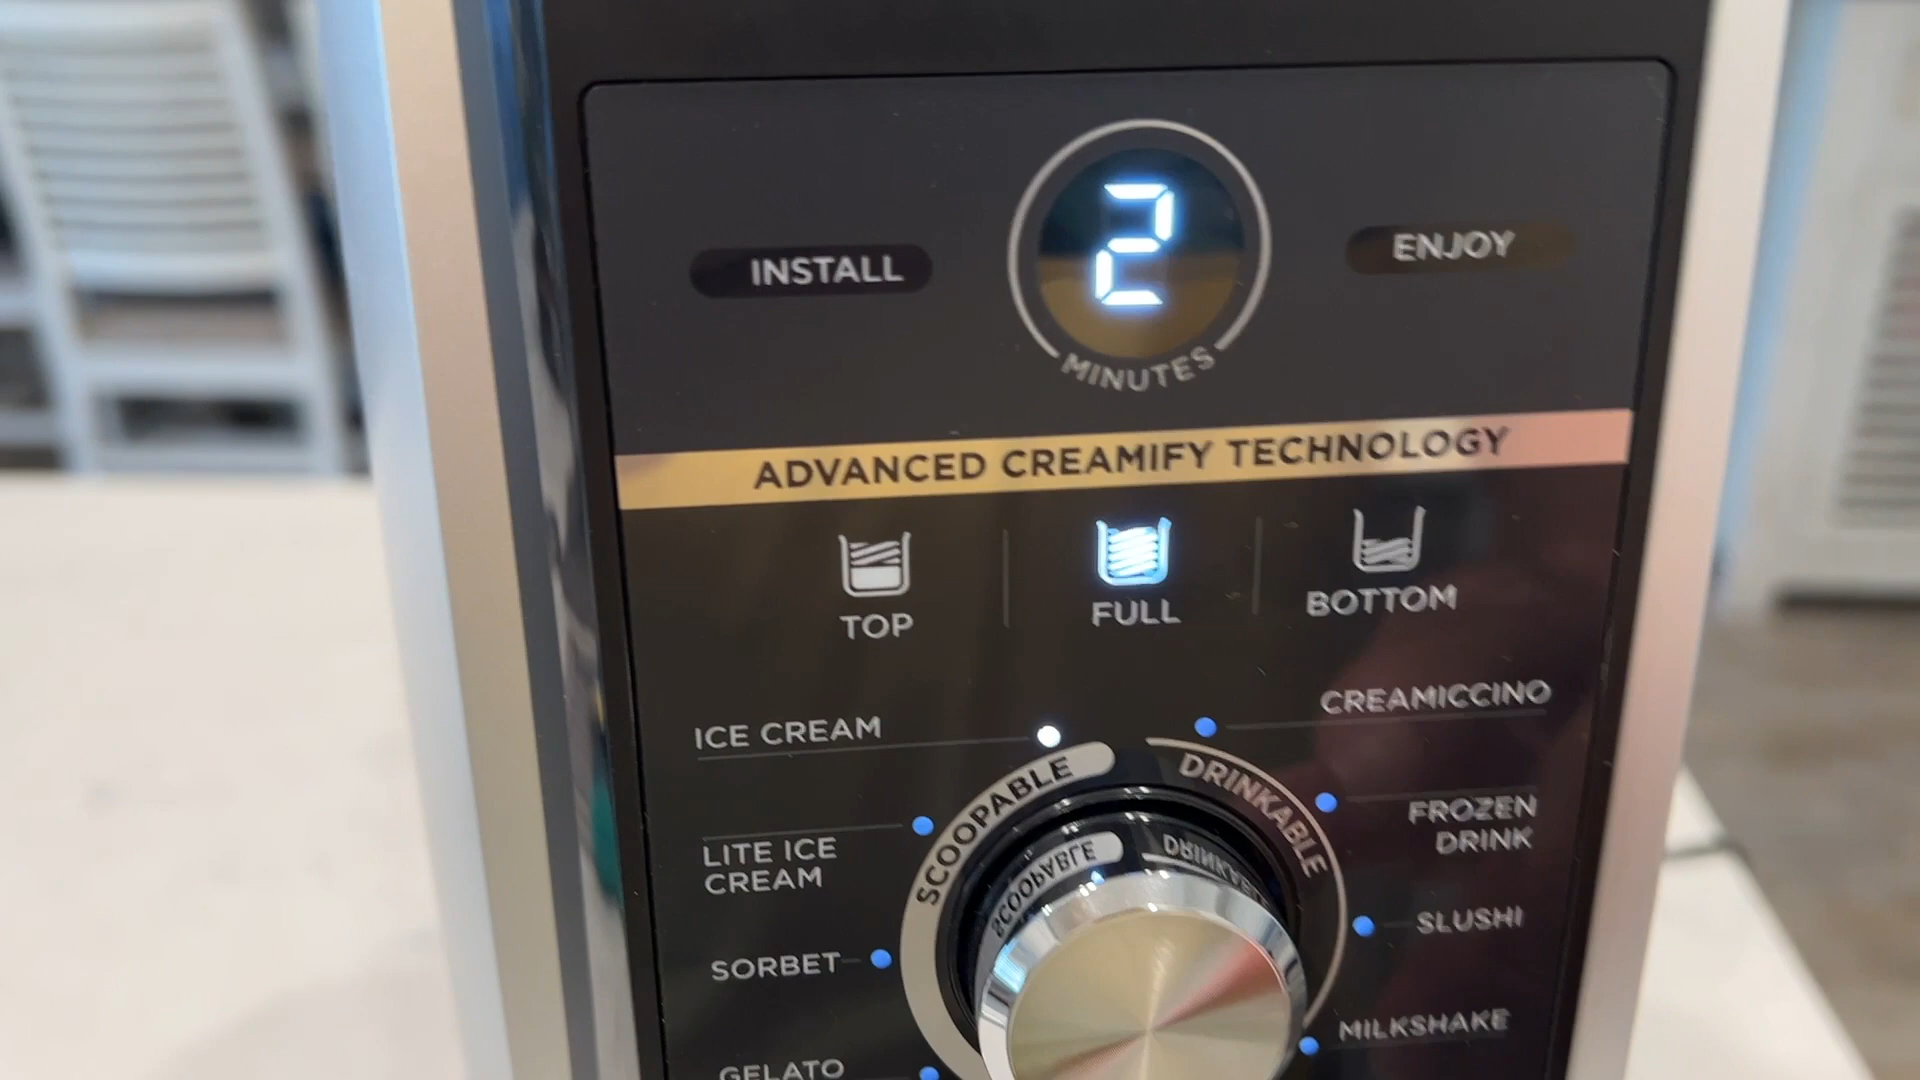 2
INSTALL
ENJOY
MINUTES
ADVANCED CREAMIFY TECHNOLOGY
TOP
FULL
BOTTOM
ICE CREAM
CREAMICCINO
SCOOPABLE
DRINKABLE
LITE ICE
CREAM
FROZEN
DRINK
SORBET
SLUSHI
GELATO
MILKSHAKE